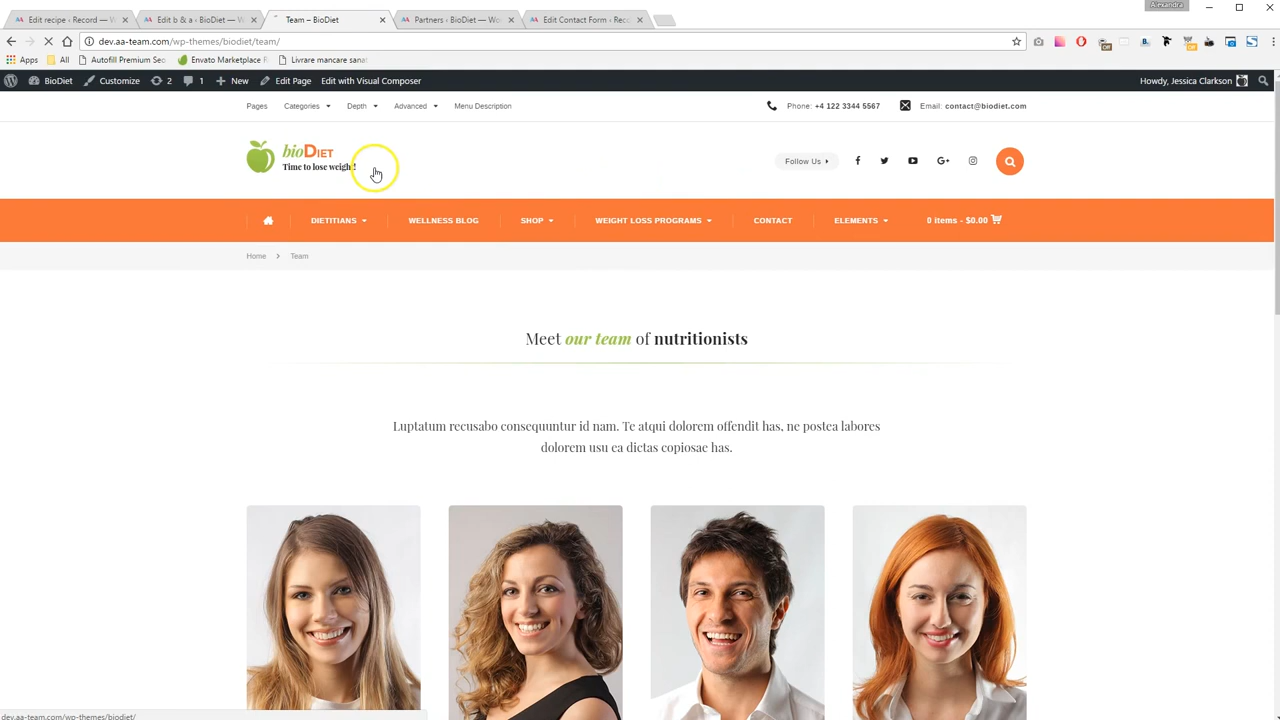 Alexandra
Edit recipe ‹ Record — W
Edit b & a ‹ BioDiet — W
Team – BioDiet
Partners ‹ BioDiet — Wo
Edit Contact Form ‹ Reco
dev.aa-team.com/wp-themes/biodiet/team/
Apps
All
Autofill Premium Seo
Envato Marketplace
Livrare mancare sanat
BioDiet
Customize
2
1
New
Edit Page
Edit with Visual Composer
Howdy, Jessica Clarkson
Pages
Categories
Depth
Advanced
Menu Description
Phone: +4 122 3344 5567
Email: contact@biodiet.com
bioDIET
Time to lose weight!
Follow Us
DIETITIANS
WELLNESS BLOG
SHOP
WEIGHT LOSS PROGRAMS
CONTACT
ELEMENTS
0 items - $0.00
Home
Team
Meet our team of nutritionists
Luptatum recusabo consequuntur id nam. Te atqui dolorem offendit has, ne postea labores
dolorem usu ea dictas copiosae has.
dev.aa-team.com/wp-themes/biodiet/